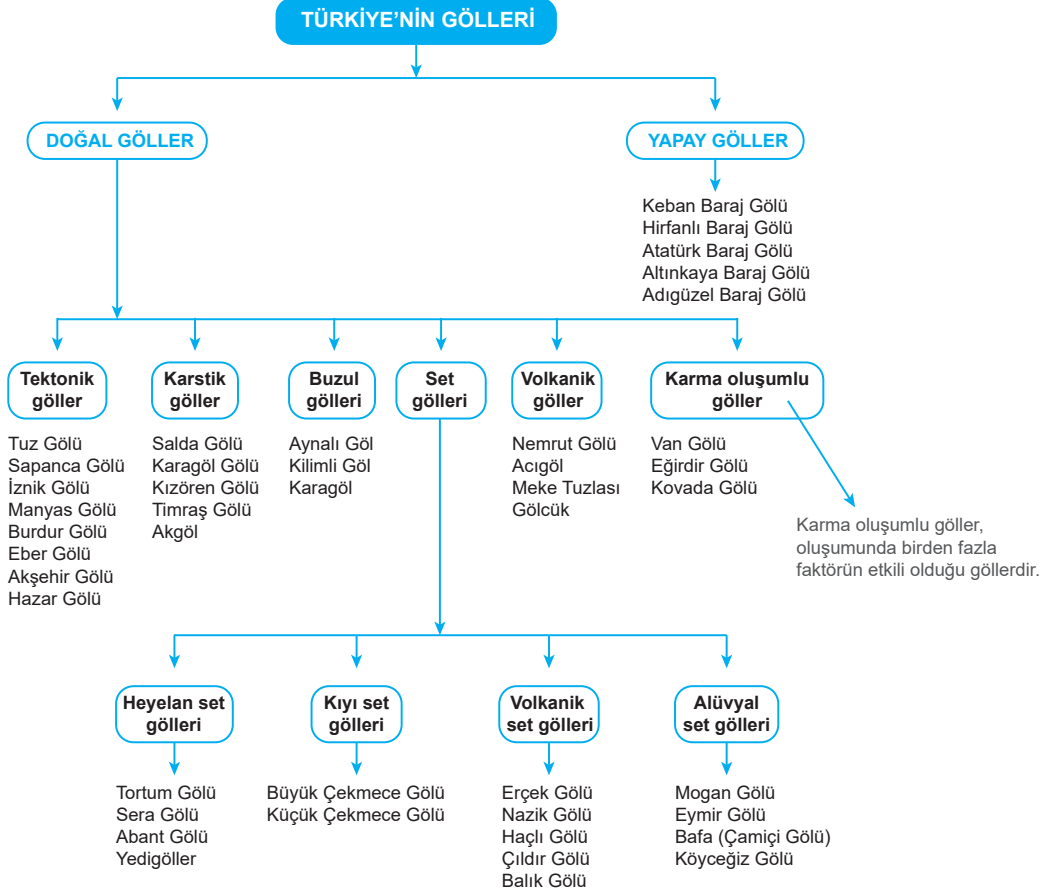 TÜRKİYE’NİN GÖLLERİ
DOĞAL GÖLLER
YAPAY GÖLLER
Keban Baraj Gölü
Hirfanlı Baraj Gölü
Atatürk Baraj Gölü
Altınkaya Baraj Gölü
Adıgüzel Baraj Gölü
Tektonik
göller
Tuz Gölü
Sapanca Gölü
İznik Gölü
Manyas Gölü
Burdur Gölü
Eber Gölü
Akşehir Gölü
Hazar Gölü
Karstik
göller
Salda Gölü
Karagöl Gölü
Kızören Gölü
Timraş Gölü
Akgöl
Buzul
gölleri
Aynalı Göl
Kilimli Göl
Karagöl
Set
gölleri
Volkanik
göller
Nemrut Gölü
Acıgöl
Meke Tuzlası
Gölcük
Karma oluşumlu
göller
Van Gölü
Eğirdir Gölü
Kovada Gölü
Karma oluşumlu göller,
oluşumunda birden fazla
faktörün etkili olduğu göllerdir.
Heyelan set
gölleri
Tortum Gölü
Sera Gölü
Abant Gölü
Yedigöller
Kıyı set
gölleri
Büyük Çekmece Gölü
Küçük Çekmece Gölü
Volkanik
set gölleri
Erçek Gölü
Nazik Gölü
Haçlı Gölü
Çıldır Gölü
Balık Gölü
Alüvyal
set gölleri
Mogan Gölü
Eymir Gölü
Bafa (Çamiçi Gölü)
Köyceğiz Gölü